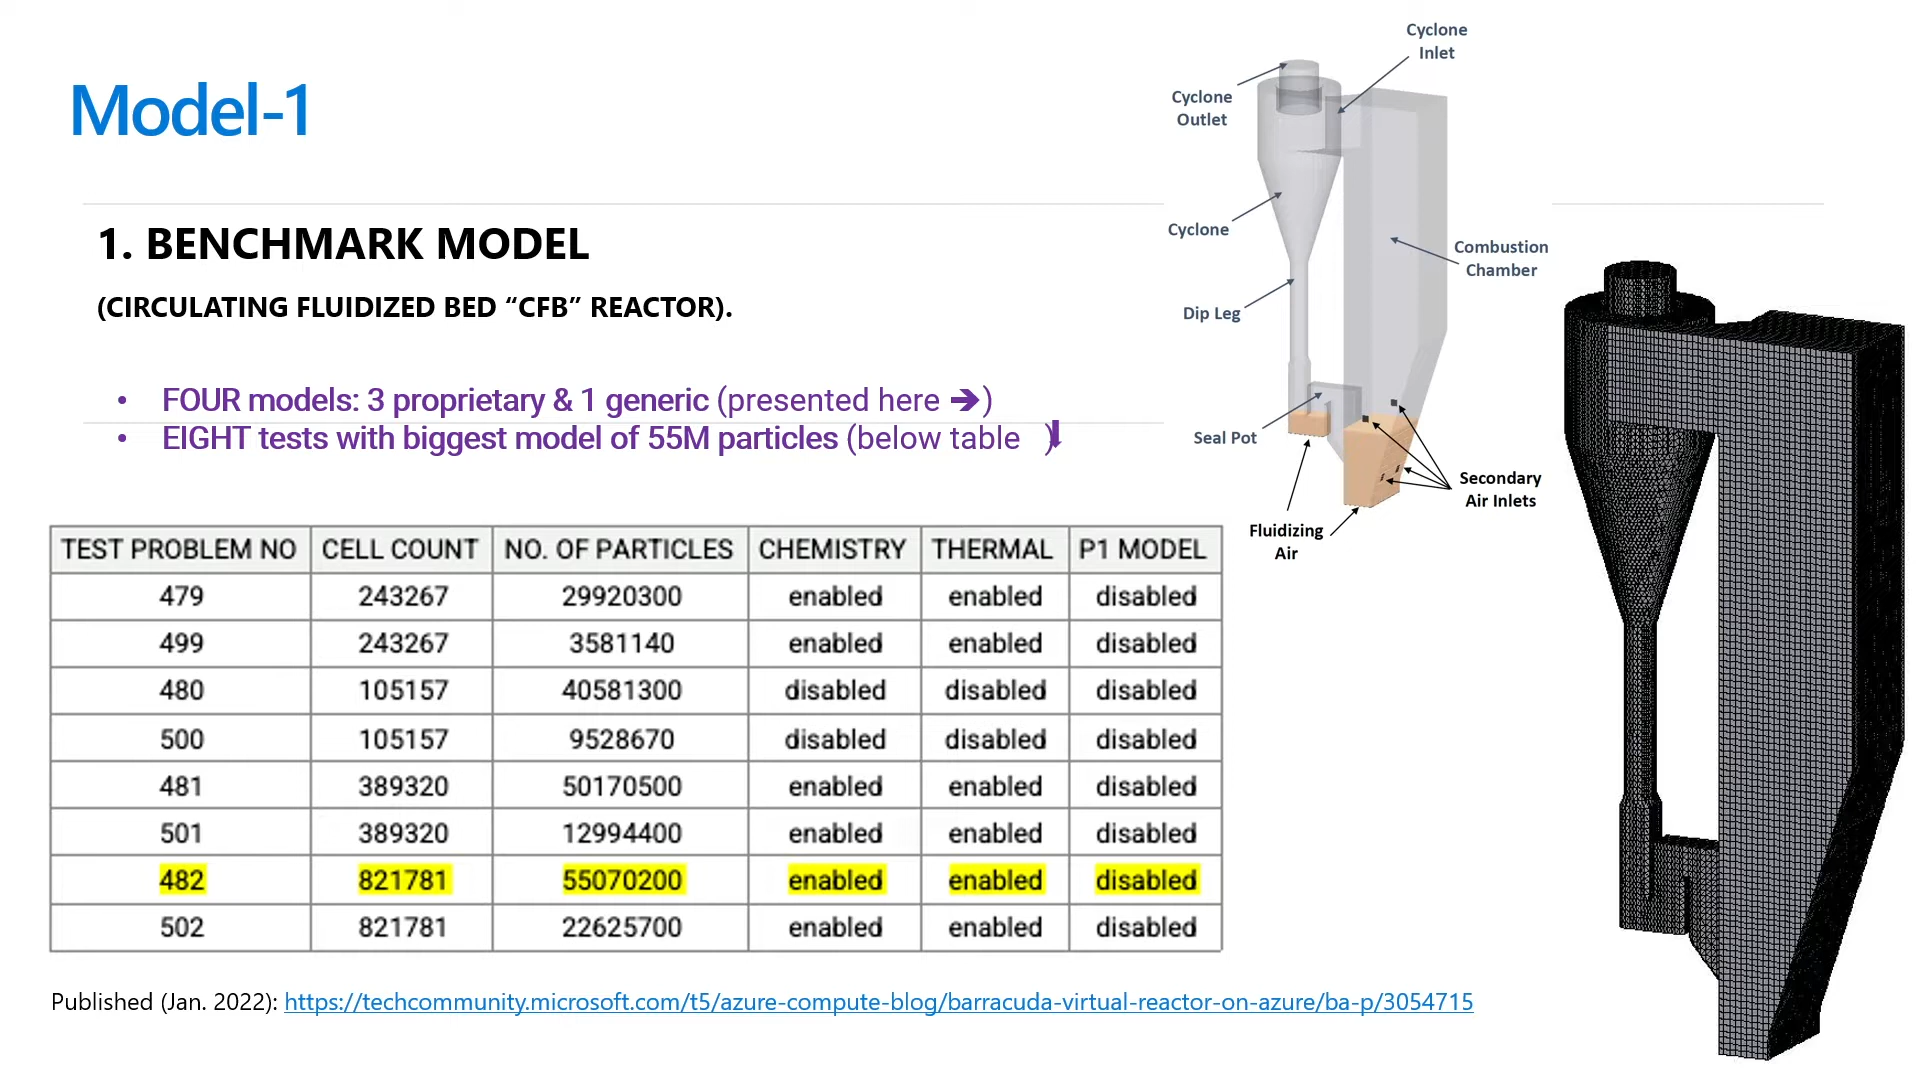 Model-1
1. BENCHMARK MODEL
(CIRCULATING FLUIDIZED BED “CFB” REACTOR).
• FOUR models: 3 proprietary & 1 generic (presented here ➔)
• EIGHT tests with biggest model of 55M particles (below table ⬇)
Cyclone
Inlet
Cyclone
Outlet
Cyclone
Combustion
Chamber
Dip Leg
Seal Pot
Secondary
Air Inlets
Fluidizing
Air
TEST PROBLEM NO CELL COUNT NO. OF PARTICLES CHEMISTRY THERMAL P1 MODEL
479 243267 29920300 enabled enabled disabled
499 243267 3581140 enabled enabled disabled
480 105157 40581300 disabled disabled disabled
500 105157 9528670 disabled disabled disabled
481 389320 50170500 enabled enabled disabled
501 389320 12994400 enabled enabled disabled
482 821781 55070200 enabled enabled disabled
502 821781 22625700 enabled enabled disabled
Published (Jan. 2022): https://techcommunity.microsoft.com/t5/azure-compute-blog/barracuda-virtual-reactor-on-azure/ba-p/3054715